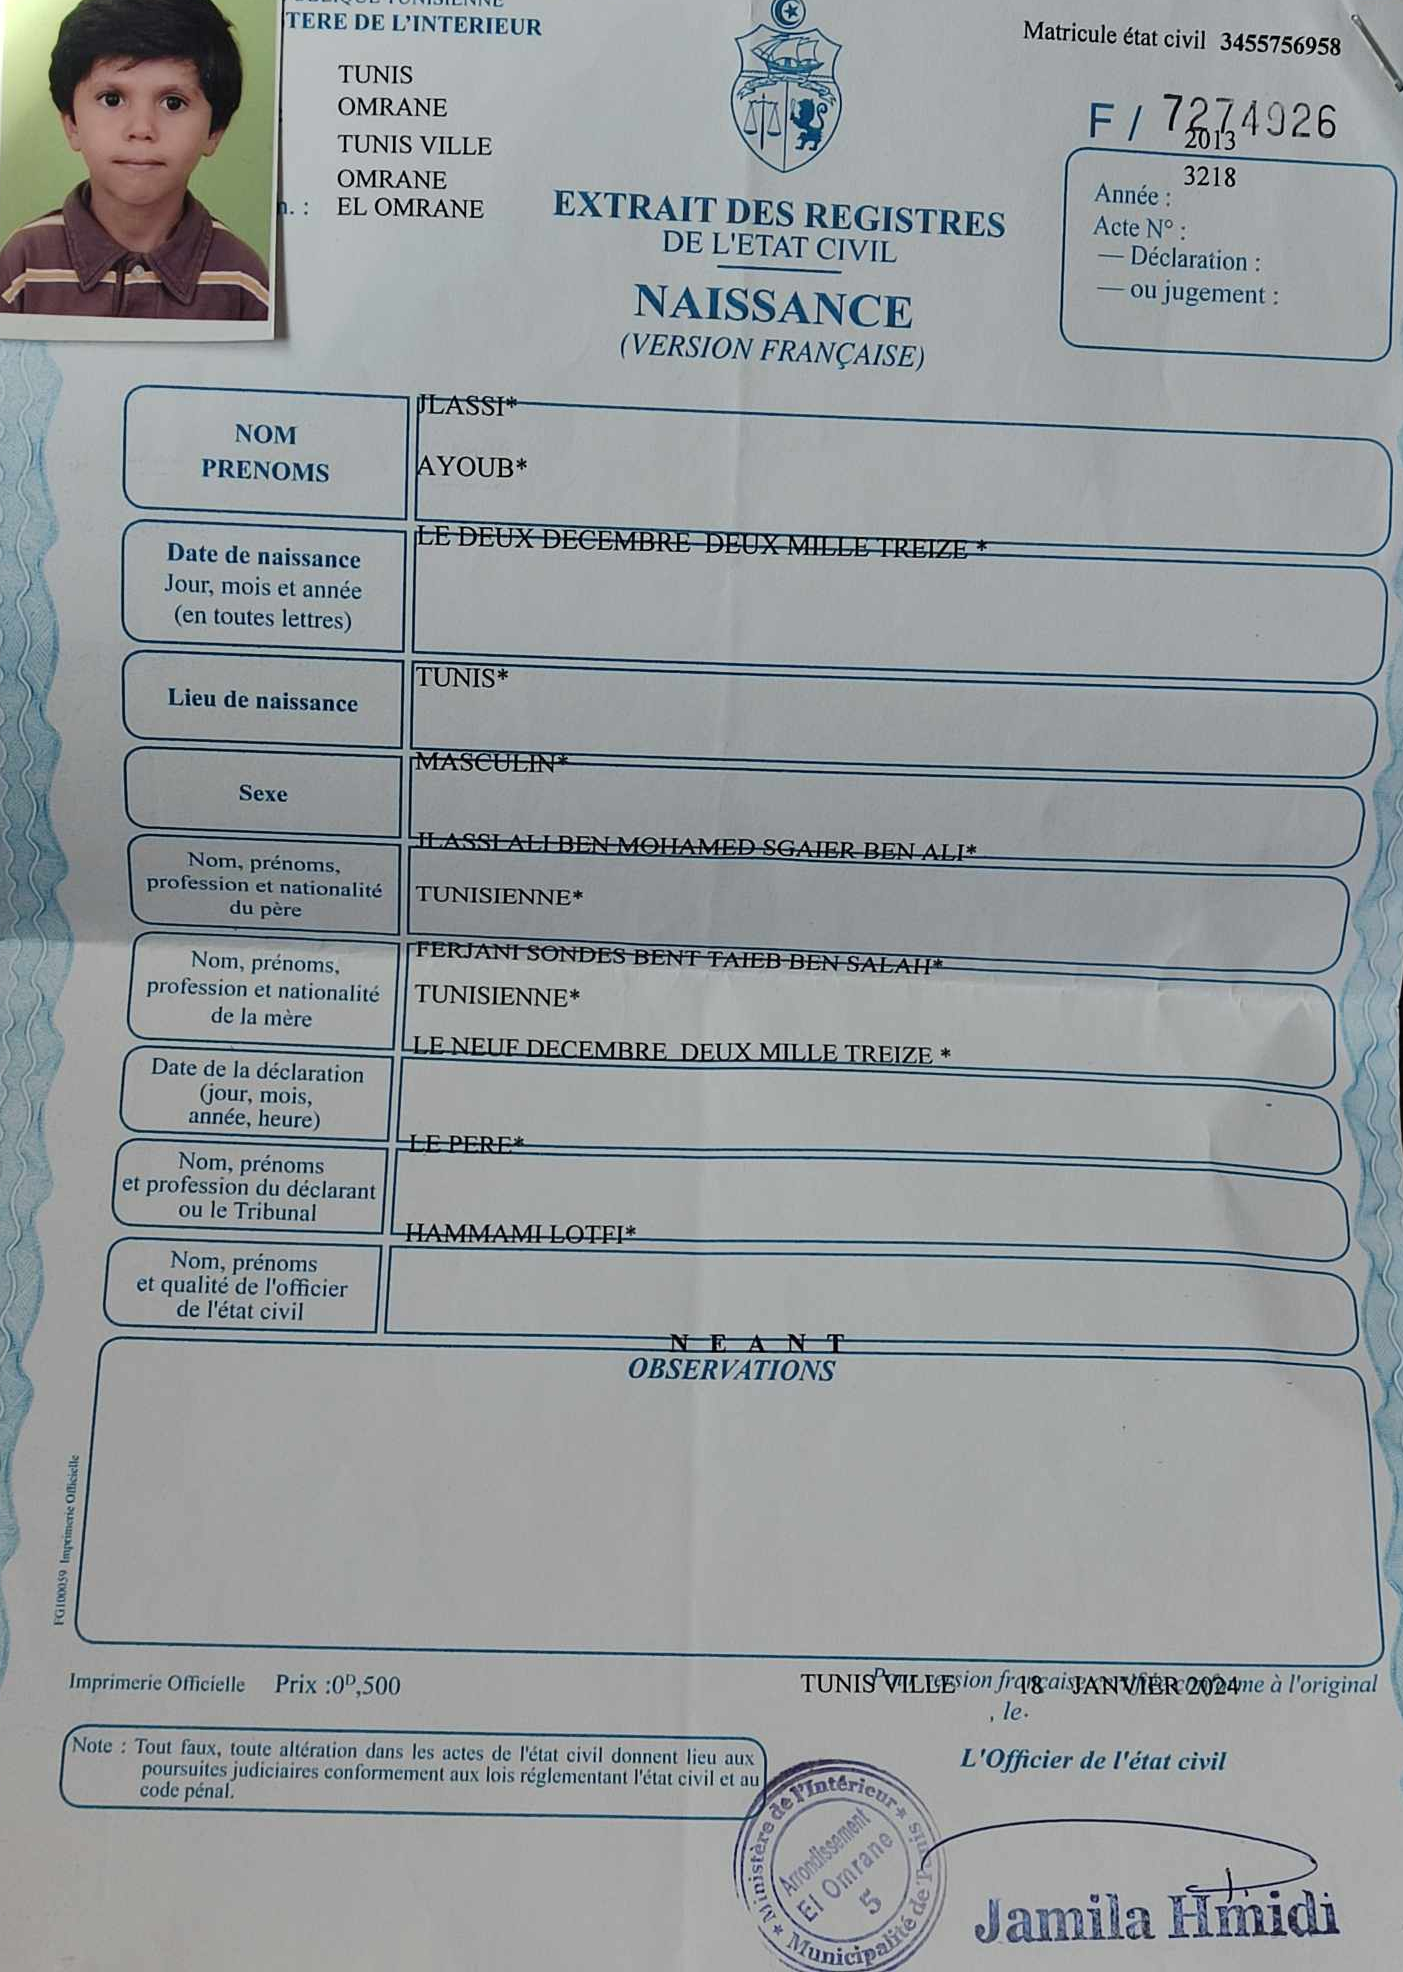 TERE DE L'INTERIEUR
TUNIS
OMRANE
TUNIS VILLE
OMRANE
EL OMRANE
Matricule état civil 3455756958
F / 7274926
2013
3218
Année :
Acte N° :
— Déclaration :
— ou jugement :
EXTRAIT DES REGISTRES
DE L'ETAT CIVIL
NAISSANCE
(VERSION FRANÇAISE)
NOM
PRENOMS
JLASSI*
AYOUB*
Date de naissance
Jour, mois et année
(en toutes lettres)
LE DEUX DECEMBRE DEUX MILLE TREIZE *
Lieu de naissance
TUNIS*
Sexe
MASCULIN*
Nom, prénoms,
profession et nationalité
du père
JLASSI ALI BEN MOHAMED SGAIER BEN ALI*
TUNISIENNE*
Nom, prénoms,
profession et nationalité
de la mère
FERJANI SONDES BENT TAIEB BEN SALAH*
TUNISIENNE*
Date de la déclaration
(jour, mois,
année, heure)
LE NEUF DECEMBRE DEUX MILLE TREIZE *
Nom, prénoms
et profession du déclarant
ou le Tribunal
LE PERE*
Nom, prénoms
et qualité de l'officier
de l'état civil
HAMMAMI LOTFI*
N E A N T
OBSERVATIONS
FG100059 Imprimerie Officielle
Imprimerie Officielle Prix :0ᴰ,500
Pour version française conforme à l'original
TUNIS VILLE 18 JANVIER 2024
, le
Note : Tout faux, toute altération dans les actes de l'état civil donnent lieu aux
poursuites judiciaires conformement aux lois réglementant l'état civil et au
code pénal.
L'Officier de l'état civil
* Ministère de l'Intérieur * Municipalité de Tunis
Arrondissement
El Omrane
5
Jamila Hmidi